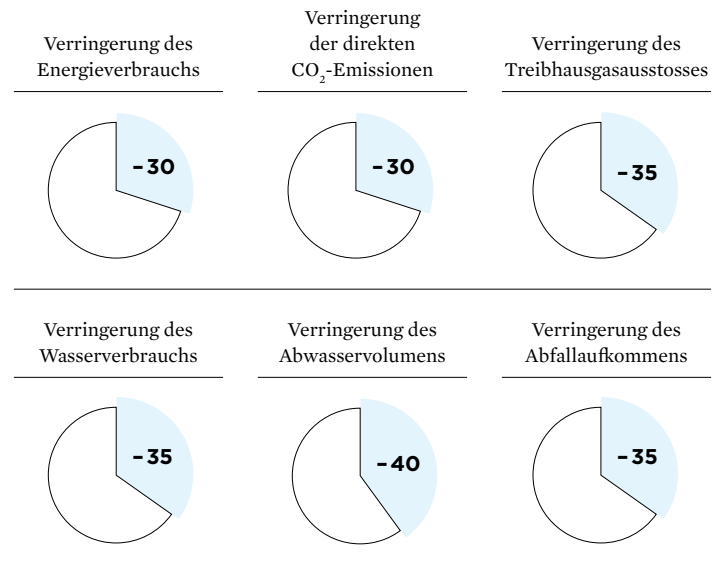 Verringerung des
Energieverbrauchs
Verringerung
der direkten
CO₂-Emissionen
Verringerung des
Treibhausgasausstosses
–30
–30
–35
Verringerung des
Wasserverbrauchs
Verringerung des
Abwasservolumens
Verringerung des
Abfallaufkommens
–35
–40
–35